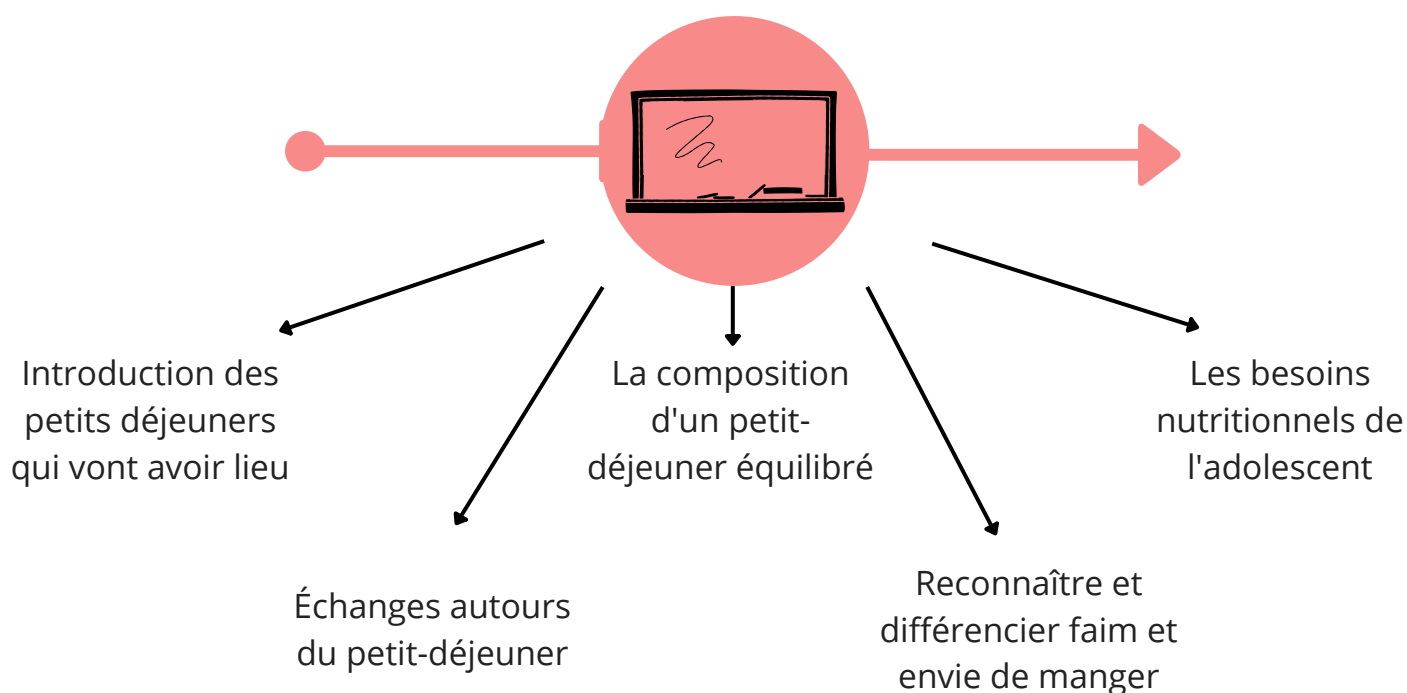 Introduction des
petits déjeuners
qui vont avoir lieu
Échanges autours
du petit-déjeuner
La composition
d'un petit-
déjeuner équilibré
Reconnaître et
différencier faim et
envie de manger
Les besoins
nutritionnels de
l'adolescent